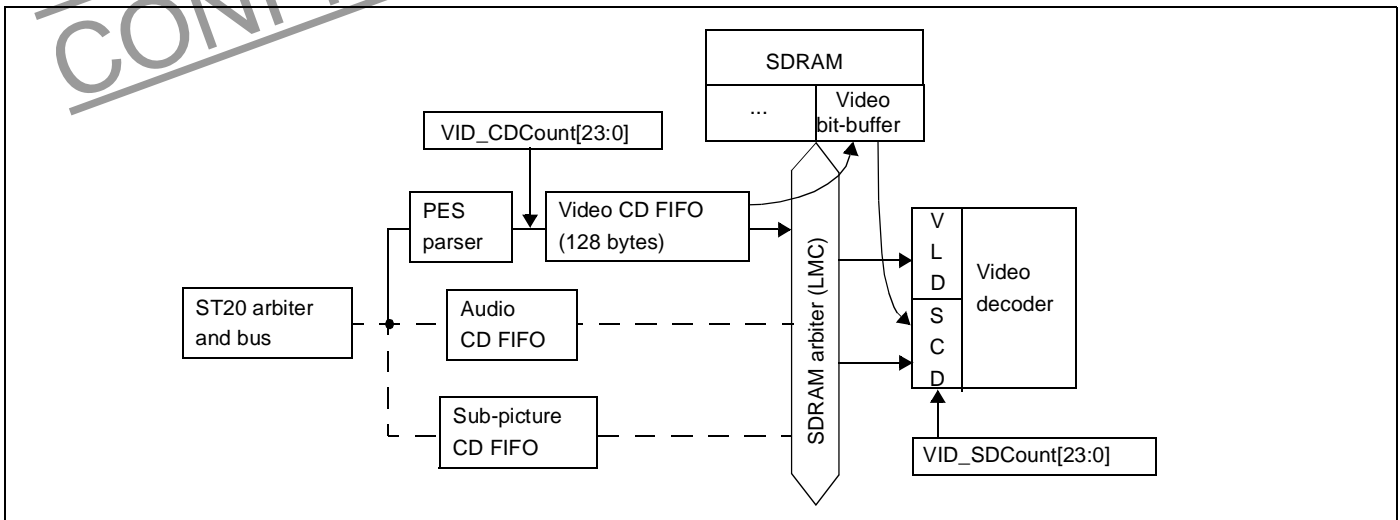 SDRAM
...
Video
bit-buffer
VID_CDCount[23:0]
PES
parser
Video CD FIFO
(128 bytes)
SDRAM arbiter (LMC)
V
L
D
S
C
D
Video
decoder
ST20 arbiter
and bus
Audio
CD FIFO
Sub-picture
CD FIFO
VID_SDCount[23:0]